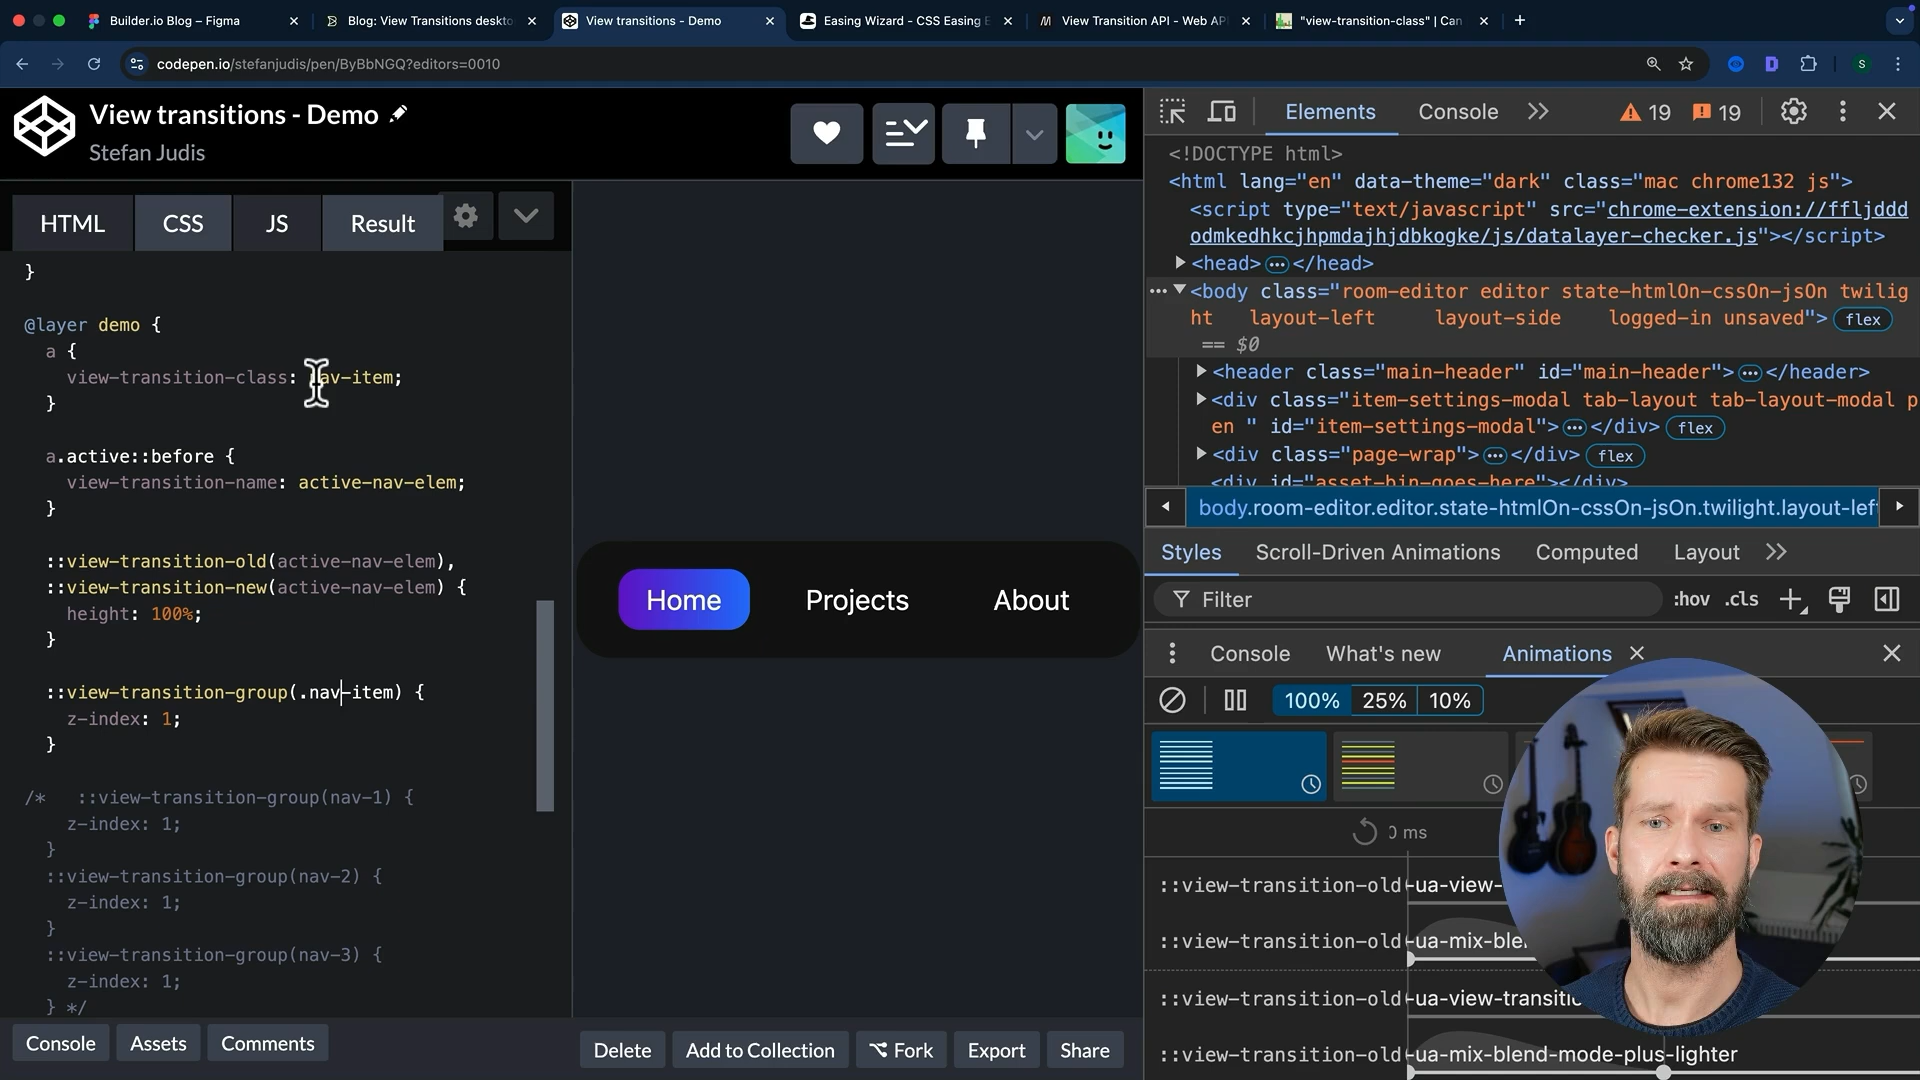 Builder.io Blog – Figma
Blog: View Transitions deskto
View transitions - Demo
Easing Wizard - CSS Easing E
View Transition API - Web AP
"view-transition-class" | Can
codepen.io/stefanjudis/pen/ByBbNGQ?editors=0010
S
View transitions - Demo
Stefan Judis
HTML
CSS
JS
Result
}
@layer demo {
a {
view-transition-class: nav-item;
}
a.active::before {
view-transition-name: active-nav-elem;
}
::view-transition-old(active-nav-elem),
::view-transition-new(active-nav-elem) {
height: 100%;
}
::view-transition-group(.nav-item) {
z-index: 1;
}
/* ::view-transition-group(nav-1) {
z-index: 1;
}
::view-transition-group(nav-2) {
z-index: 1;
}
::view-transition-group(nav-3) {
z-index: 1;
} */
Console
Assets
Comments
Home
Projects
About
Delete
Add to Collection
Fork
Export
Share
Elements
Console
19
19
<!DOCTYPE html>
<html lang="en" data-theme="dark" class="mac chrome132 js">
<script type="text/javascript" src="chrome-extension://ffljddd
odmkedhkcjhpmdajhjdbkogke/js/datalayer-checker.js"></script>
<head>…</head>
<body class="room-editor editor state-htmlOn-cssOn-jsOn twilig
ht layout-left layout-side logged-in unsaved"> flex
== $0
<header class="main-header" id="main-header">…</header>
<div class="item-settings-modal tab-layout tab-layout-modal p
en " id="item-settings-modal">…</div> flex
<div class="page-wrap">…</div> flex
<div id="asset-bin-goes-here"></div>
body.room-editor.editor.state-htmlOn-cssOn-jsOn.twilight.layout-lef
Styles
Scroll-Driven Animations
Computed
Layout
Filter
:hov
.cls
Console
What's new
Animations
100%
25%
10%
0 ms
::view-transition-old
-ua-view-
::view-transition-old
-ua-mix-ble
::view-transition-old
-ua-view-transitio
::view-transition-old
-ua-mix-blend-mode-plus-lighter